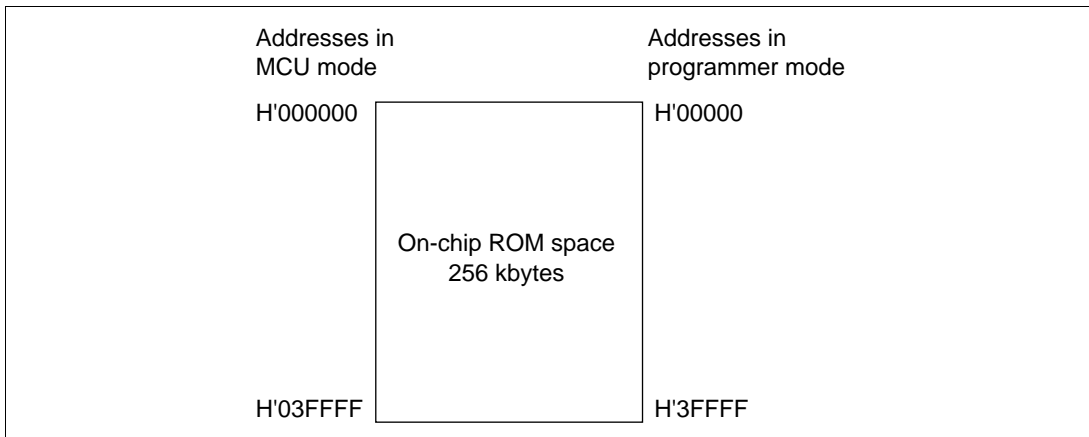 Addresses in
MCU mode
Addresses in
programmer mode
H'000000
H'00000
On-chip ROM space
256 kbytes
H'03FFFF
H'3FFFF